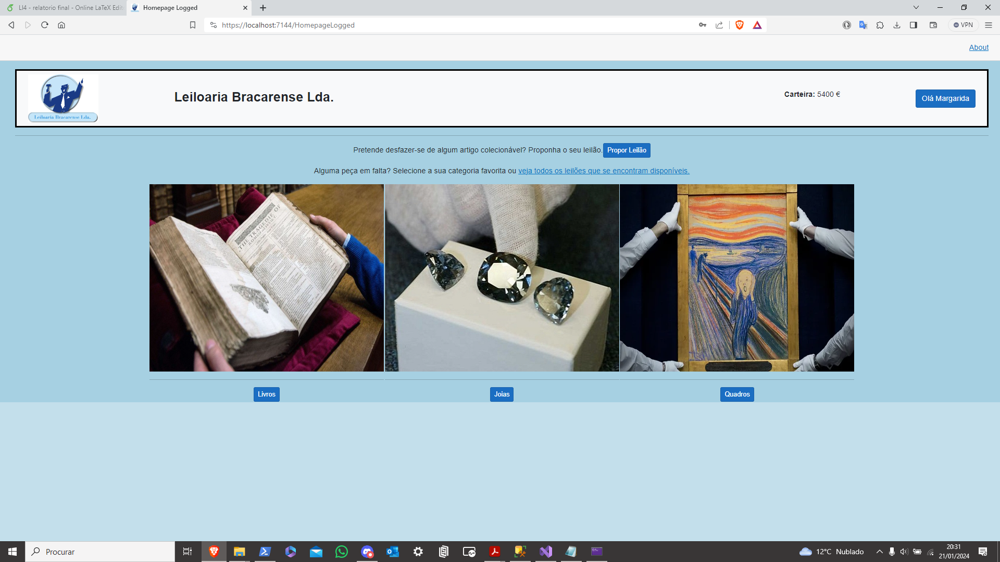 LI4 - relatorio final - Online LaTeX Edit
Homepage Logged
https://localhost:7144/HomepageLogged
VPN
About
Leiloaria Bracarense Lda.
Leiloaria Bracarense Lda.
Carteira: 5400 €
Olá Margarida
Pretende desfazer-se de algum artigo colecionável? Proponha o seu leilão.
Propor Leilão
Alguma peça em falta? Selecione a sua categoria favorita ou veja todos os leilões que se encontram disponíveis.
THE TRAGEDIE OF
ROMEO and IVLIET
Livros
Joias
Quadros
Procurar
12°C Nublado
20:31
21/01/2024